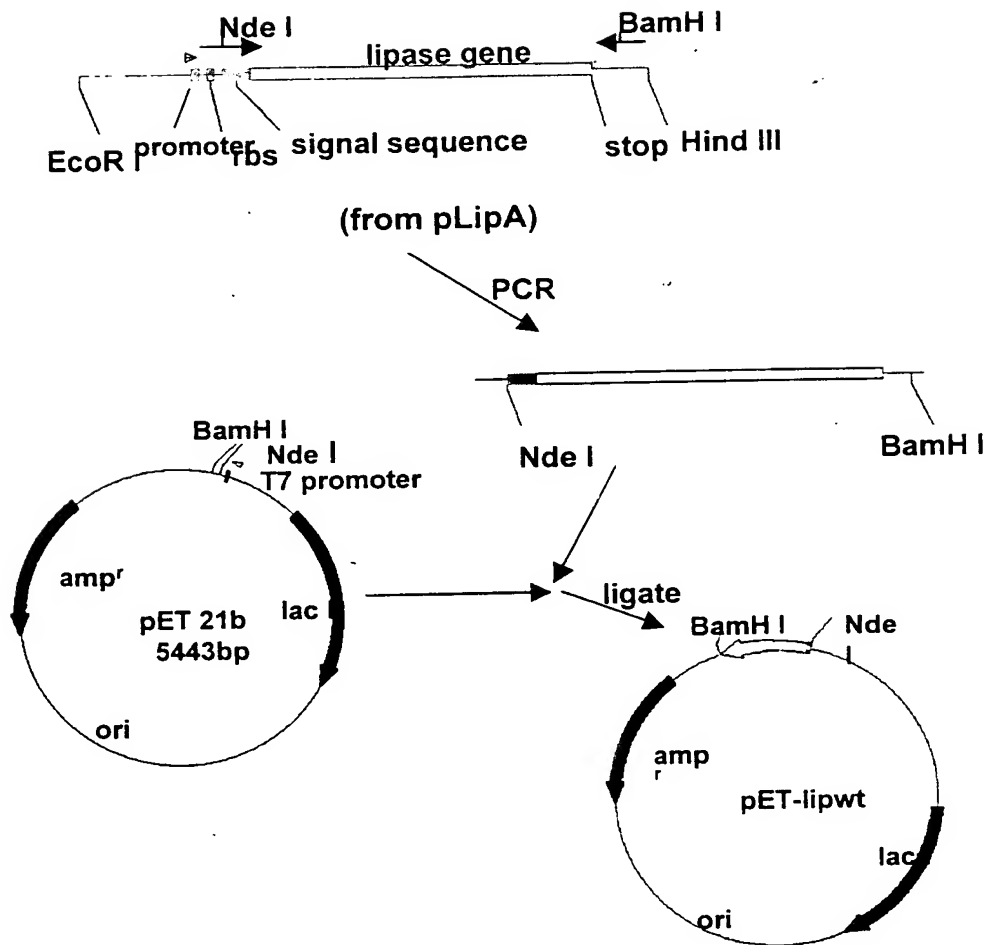 Nde I
BamH I
lipase gene
EcoR I
promoter
rbs
signal sequence
stop
Hind III
(from pLipA)
PCR
Nde I
BamH I
BamH I
Nde I
T7 promoter
amp^r
lac I
pET 21b
5443bp
ori
ligate
BamH I
Nde
I
amp
r
pET-lipwt
lac
ori